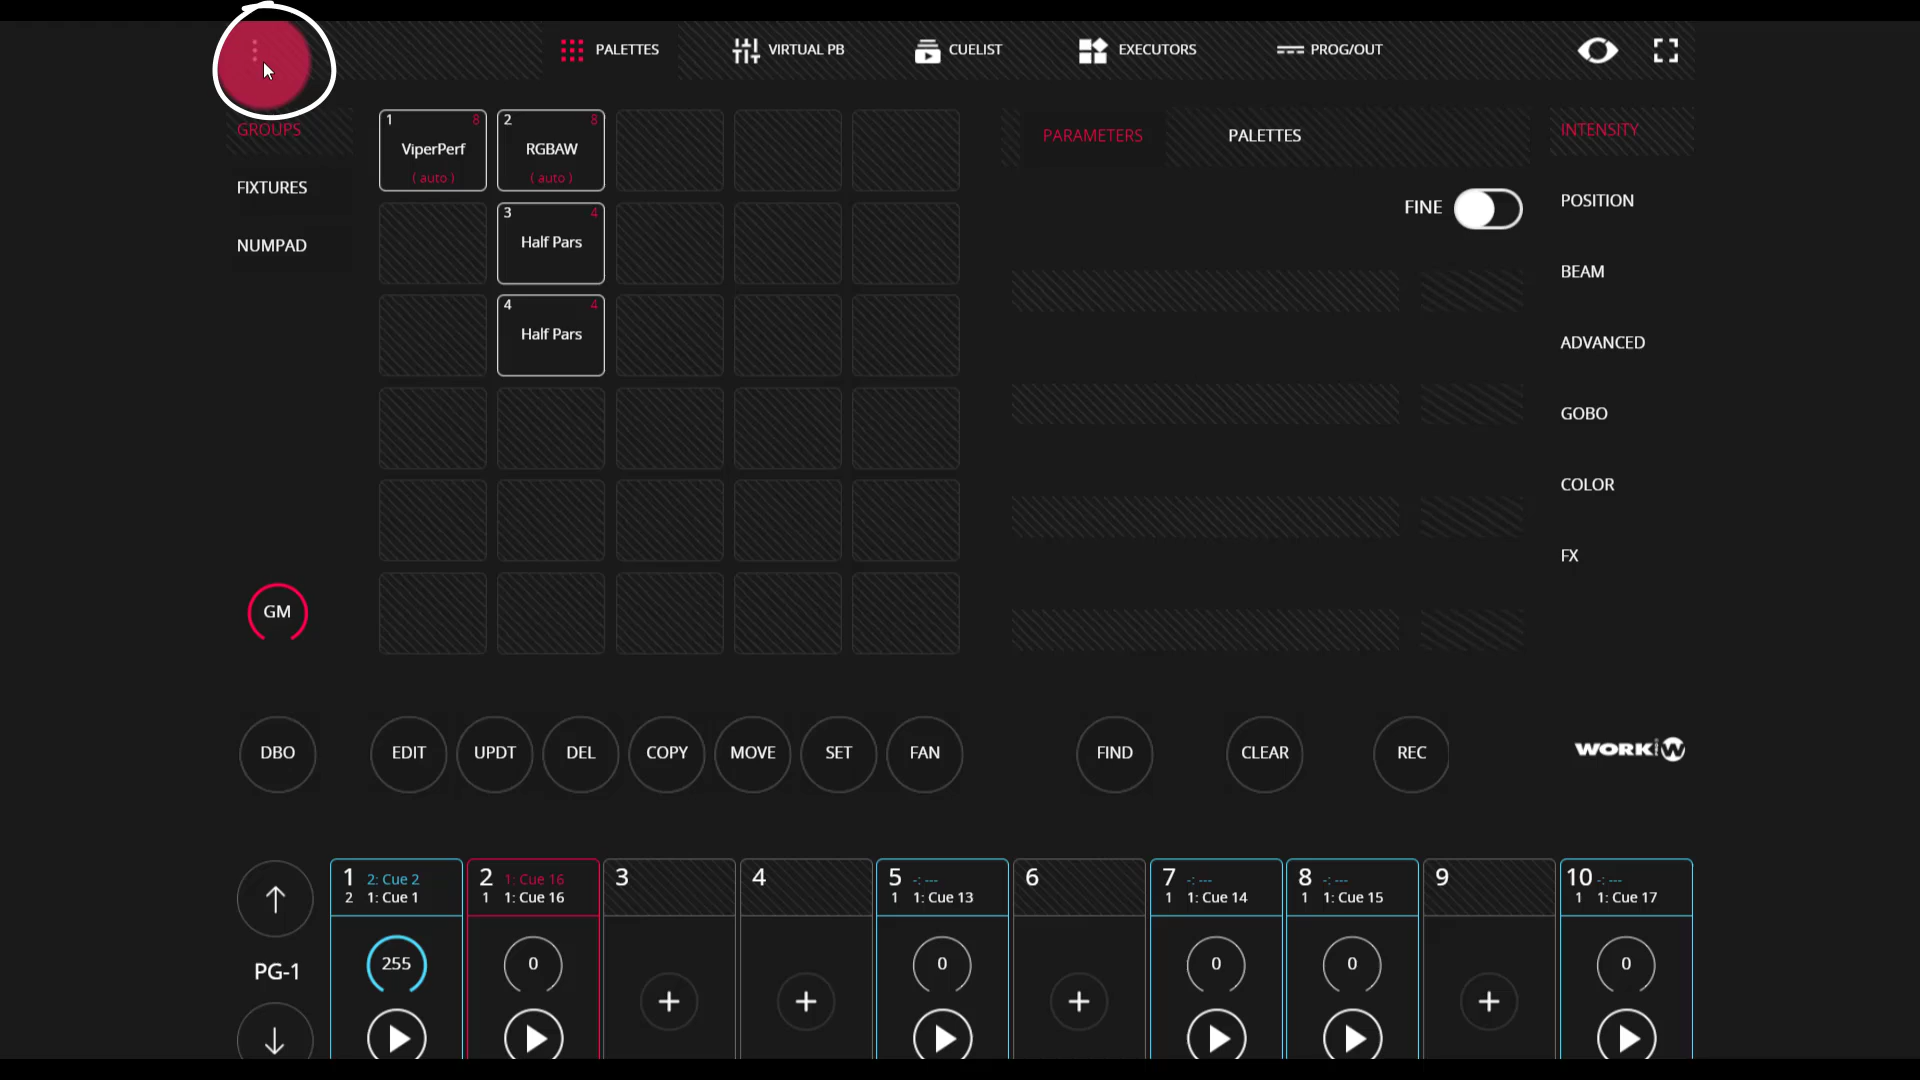 PALETTES
VIRTUAL PB
CUELIST
EXECUTORS
PROG/OUT
GROUPS
FIXTURES
NUMPAD
1 8
ViperPerf
( auto )
2 8
RGBAW
( auto )
3 4
Half Pars
4 4
Half Pars
PARAMETERS
PALETTES
FINE
INTENSITY
POSITION
BEAM
ADVANCED
GOBO
COLOR
FX
GM
DBO
EDIT
UPDT
DEL
COPY
MOVE
SET
FAN
FIND
CLEAR
REC
WORK W
PG-1
1 2: Cue 2
2 1: Cue 1
255
2 1: Cue 16
1 1: Cue 16
0
3
4
5 -: ---
1 1: Cue 13
0
6
7 -: ---
1 1: Cue 14
0
8 -: ---
1 1: Cue 15
0
9
10 -: ---
1 1: Cue 17
0